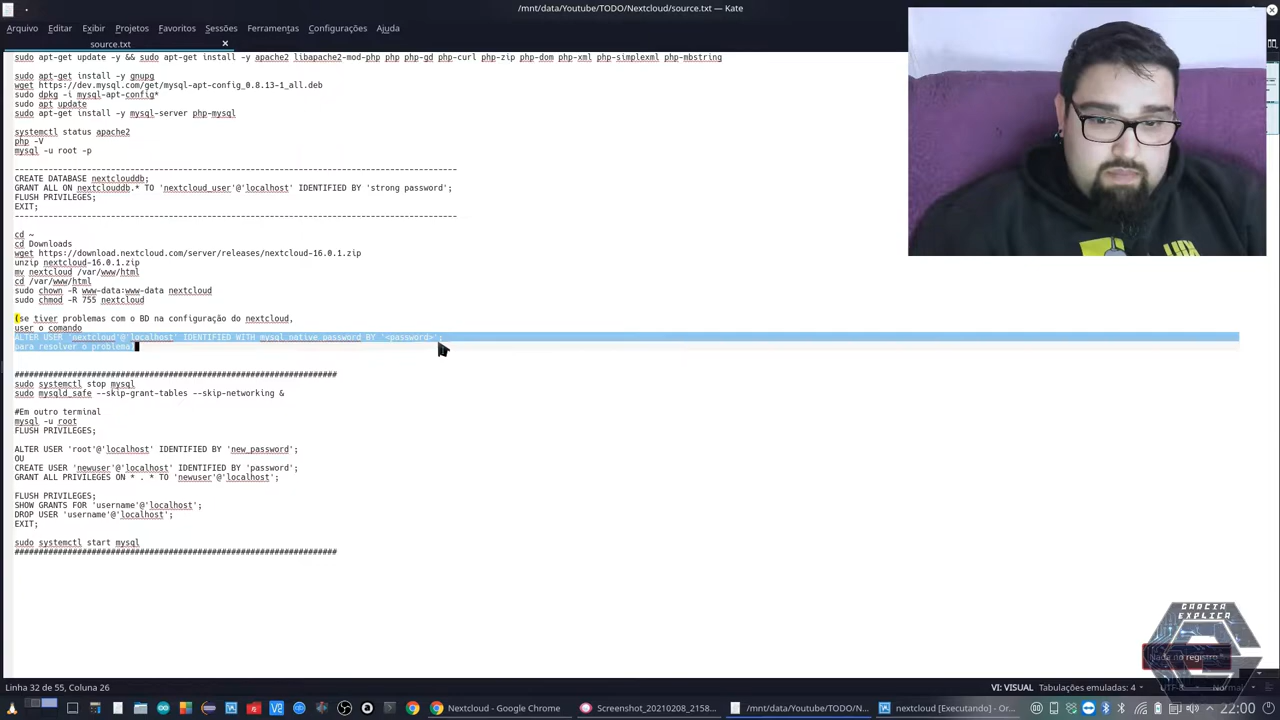 /mnt/data/Youtube/TODO/Nextcloud/source.txt — Kate
Arquivo Editar Exibir Projetos Favoritos Sessões Ferramentas Configurações Ajuda
source.txt
sudo apt-get update -y && sudo apt-get install -y apache2 libapache2-mod-php php php-gd php-curl php-zip php-dom php-xml php-simplexml php-mbstring
sudo apt-get install -y gnupg
wget https://dev.mysql.com/get/mysql-apt-config_0.8.13-1_all.deb
sudo dpkg -i mysql-apt-config*
sudo apt update
sudo apt-get install -y mysql-server php-mysql
systemctl status apache2
php -V
mysql -u root -p
--------------------------------------------------------------------------------------------
CREATE DATABASE nextclouddb;
GRANT ALL ON nextclouddb.* TO 'nextcloud_user'@'localhost' IDENTIFIED BY 'strong password';
FLUSH PRIVILEGES;
EXIT;
--------------------------------------------------------------------------------------------
cd ~
cd Downloads
wget https://download.nextcloud.com/server/releases/nextcloud-16.0.1.zip
unzip nextcloud-16.0.1.zip
mv nextcloud /var/www/html
cd /var/www/html
sudo chown -R www-data:www-data nextcloud
sudo chmod -R 755 nextcloud
(se tiver problemas com o BD na configuração do nextcloud,
user o comando
ALTER USER 'nextcloud'@'localhost' IDENTIFIED WITH mysql_native_password BY '<password>';
para resolver o problema)
###################################################################
sudo systemctl stop mysql
sudo mysqld_safe --skip-grant-tables --skip-networking &
#Em outro terminal
mysql -u root
FLUSH PRIVILEGES;
ALTER USER 'root'@'localhost' IDENTIFIED BY 'new_password';
OU
CREATE USER 'newuser'@'localhost' IDENTIFIED BY 'password';
GRANT ALL PRIVILEGES ON * . * TO 'newuser'@'localhost';
FLUSH PRIVILEGES;
SHOW GRANTS FOR 'username'@'localhost';
DROP USER 'username'@'localhost';
EXIT;
sudo systemctl start mysql
###################################################################
GARCIA
EXPLICA
Nada no registro
Linha 32 de 55, Coluna 26 VI: VISUAL Tabulações emuladas: 4 UTF-8 Normal
Nextcloud - Google Chrome Screenshot_20210208_2158... /mnt/data/Youtube/TODO/N... nextcloud [Executando] - Or... 22:00